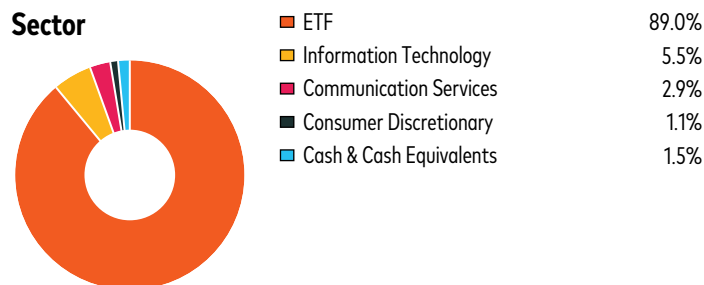 Sector
ETF 89.0%
Information Technology 5.5%
Communication Services 2.9%
Consumer Discretionary 1.1%
Cash & Cash Equivalents 1.5%